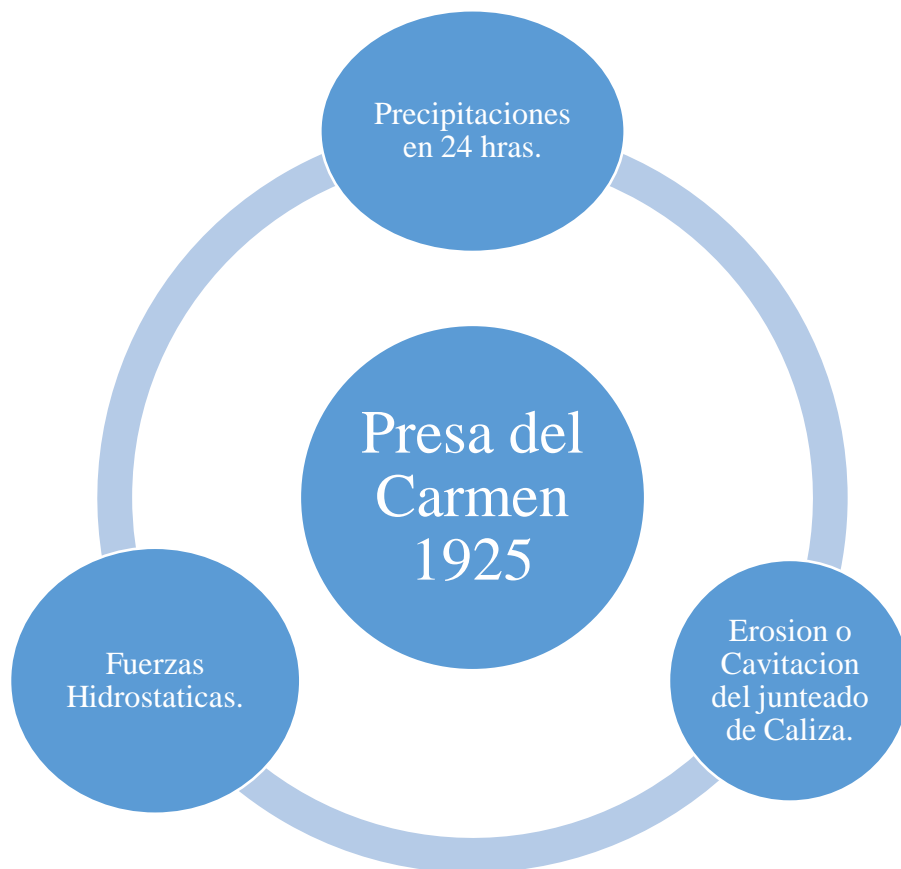 Precipitaciones
en 24 hras.
Presa del
Carmen
1925
Fuerzas
Hidrostaticas.
Erosion o
Cavitacion
del junteado
de Caliza.